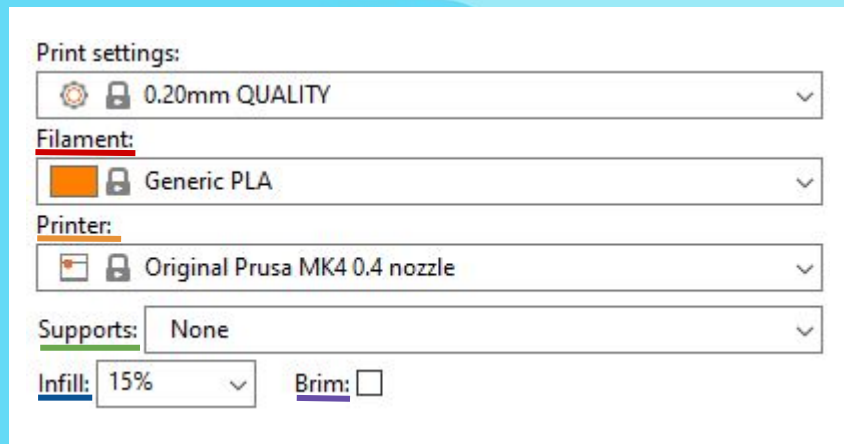 Print settings:
0.20mm QUALITY
Filament:
Generic PLA
Printer:
Original Prusa MK4 0.4 nozzle
Supports: None
Infill: 15% Brim: